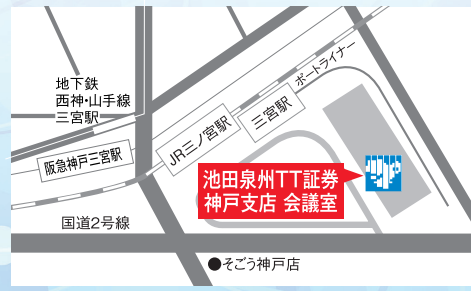 地下鉄
西神・山手線
三宮駅
阪急神戸三宮駅
JR三ノ宮駅
三宮駅
ポートライナー
池田泉州TT証券
神戸支店 会議室
国道2号線
●そごう神戸店